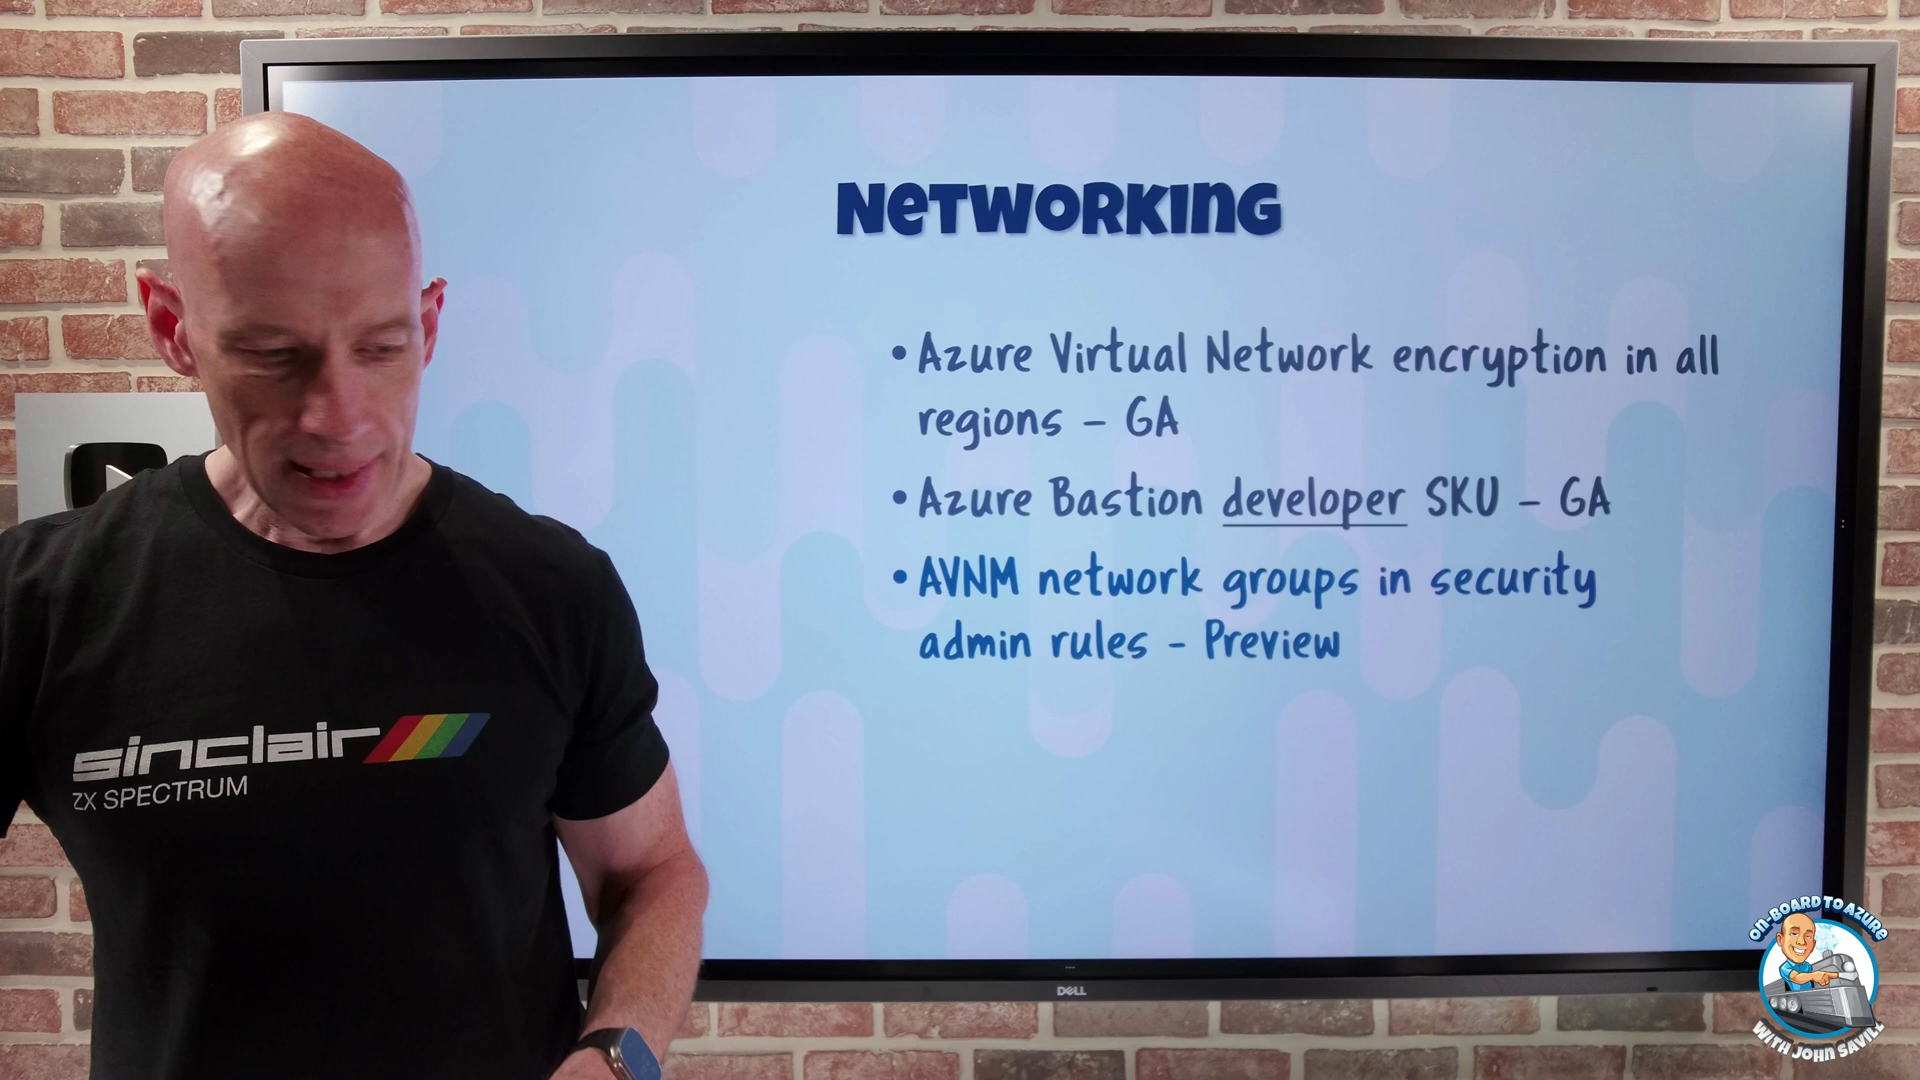 NETWORKING
• Azure Virtual Network encryption in all
regions – GA
• Azure Bastion developer SKU – GA
• AVNM network groups in security
admin rules - Preview
sinclair
ZX SPECTRUM
DELL
ON-BOARD TO AZURE
WITH JOHN SAVILL